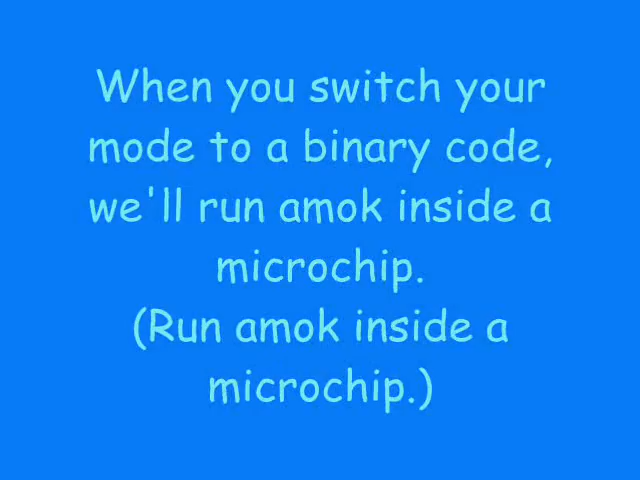 When you switch your
mode to a binary code,
we'll run amok inside a
microchip.
(Run amok inside a
microchip.)